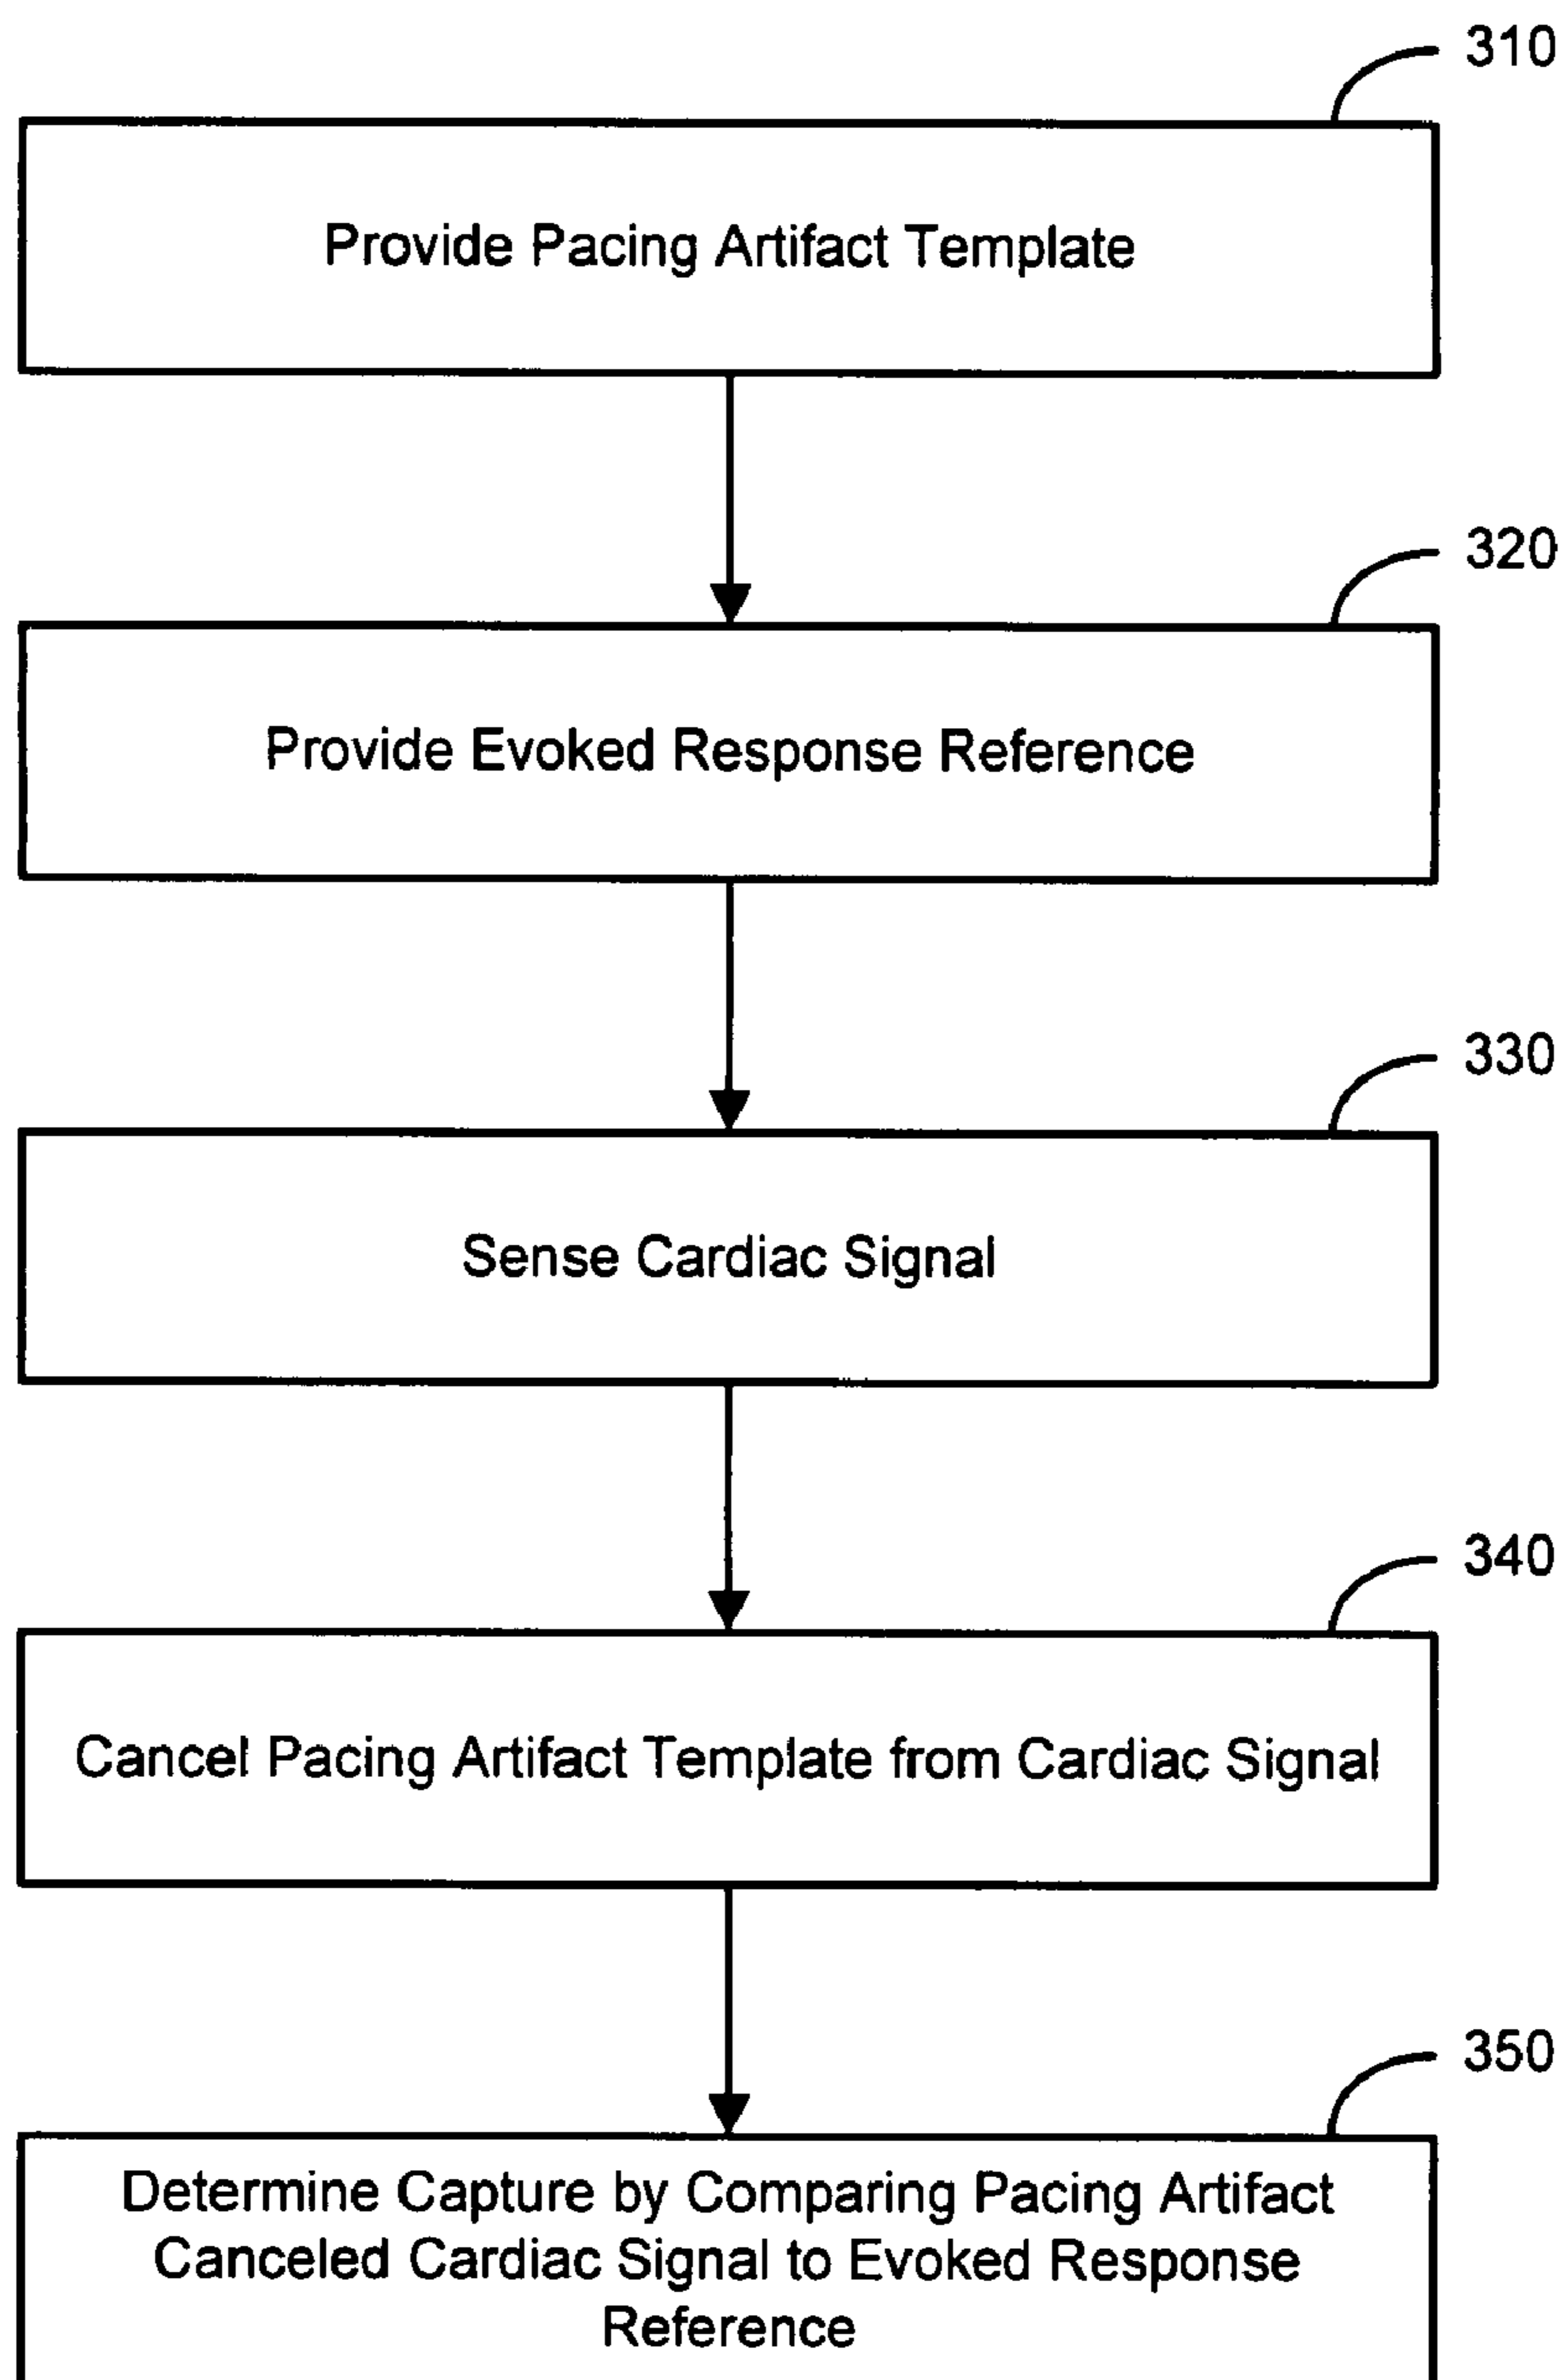 310
Provide Pacing Artifact Template
320
Provide Evoked Response Reference
330
Sense Cardiac Signal
340
Cancel Pacing Artifact Template from Cardiac Signal
350
Determine Capture by Comparing Pacing Artifact
Canceled Cardiac Signal to Evoked Response
Reference